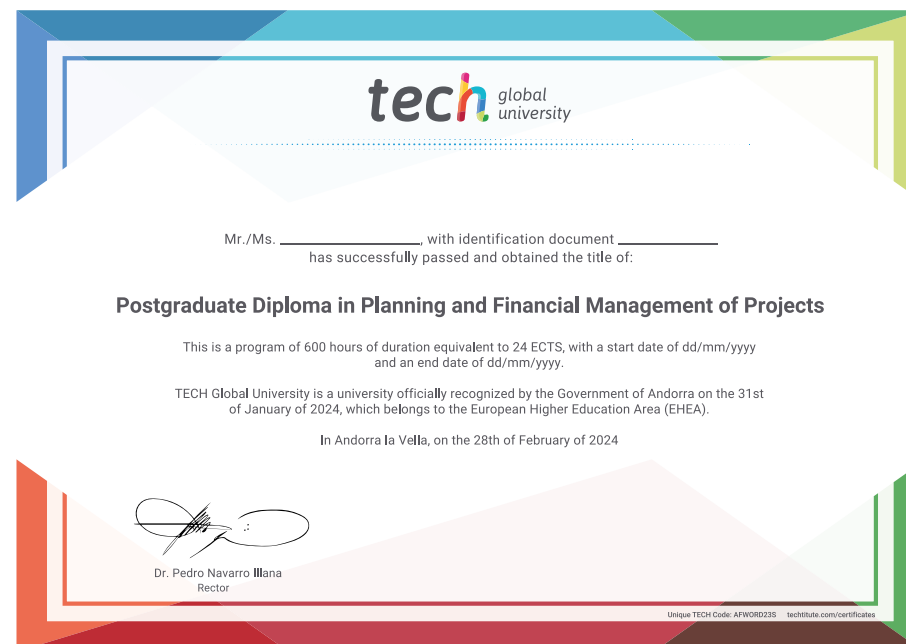 tech global
university
Mr./Ms. ____________________, with identification document ______________
has successfully passed and obtained the title of:
Postgraduate Diploma in Planning and Financial Management of Projects
This is a program of 600 hours of duration equivalent to 24 ECTS, with a start date of dd/mm/yyyy
and an end date of dd/mm/yyyy.
TECH Global University is a university officially recognized by the Government of Andorra on the 31st
of January of 2024, which belongs to the European Higher Education Area (EHEA).
In Andorra la Vella, on the 28th of February of 2024
Dr. Pedro Navarro Illana
Rector
Unique TECH Code: AFWORD23S techtitute.com/certificates